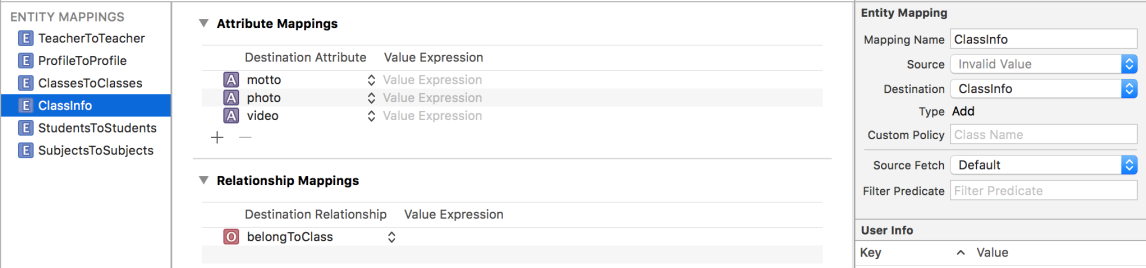 ENTITY MAPPINGS
E TeacherToTeacher
E ProfileToProfile
E ClassesToClasses
E ClassInfo
E StudentsToStudents
E SubjectsToSubjects
Attribute Mappings
Destination Attribute Value Expression
A motto Value Expression
A photo Value Expression
A video Value Expression
Relationship Mappings
Destination Relationship Value Expression
O belongToClass
Entity Mapping
Mapping Name ClassInfo
Source Invalid Value
Destination ClassInfo
Type Add
Custom Policy Class Name
Source Fetch Default
Filter Predicate Filter Predicate
User Info
Key Value